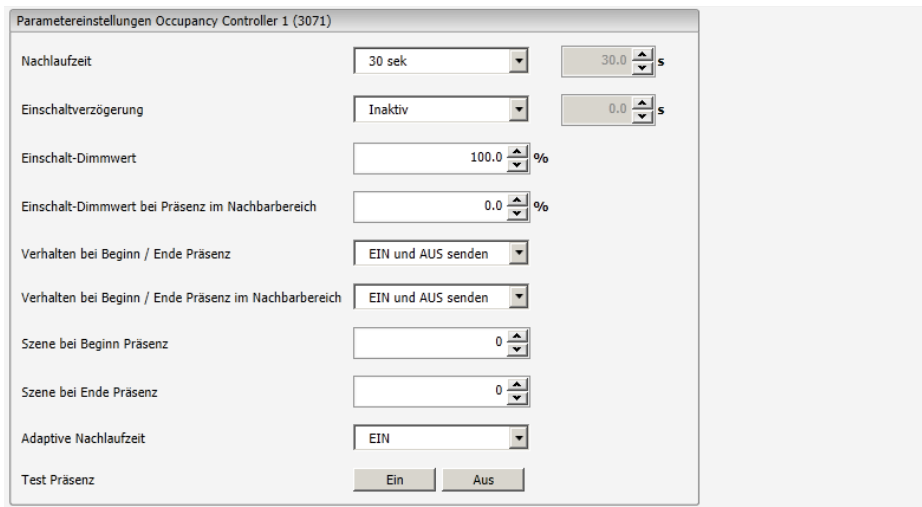 Parametereinstellungen Occupancy Controller 1 (3071)
Nachlaufzeit 30 sek 30.0 s
Einschaltverzögerung Inaktiv 0.0 s
Einschalt-Dimmwert 100.0 %
Einschalt-Dimmwert bei Präsenz im Nachbarbereich 0.0 %
Verhalten bei Beginn / Ende Präsenz EIN und AUS senden
Verhalten bei Beginn / Ende Präsenz im Nachbarbereich EIN und AUS senden
Szene bei Beginn Präsenz 0
Szene bei Ende Präsenz 0
Adaptive Nachlaufzeit EIN
Test Präsenz Ein Aus